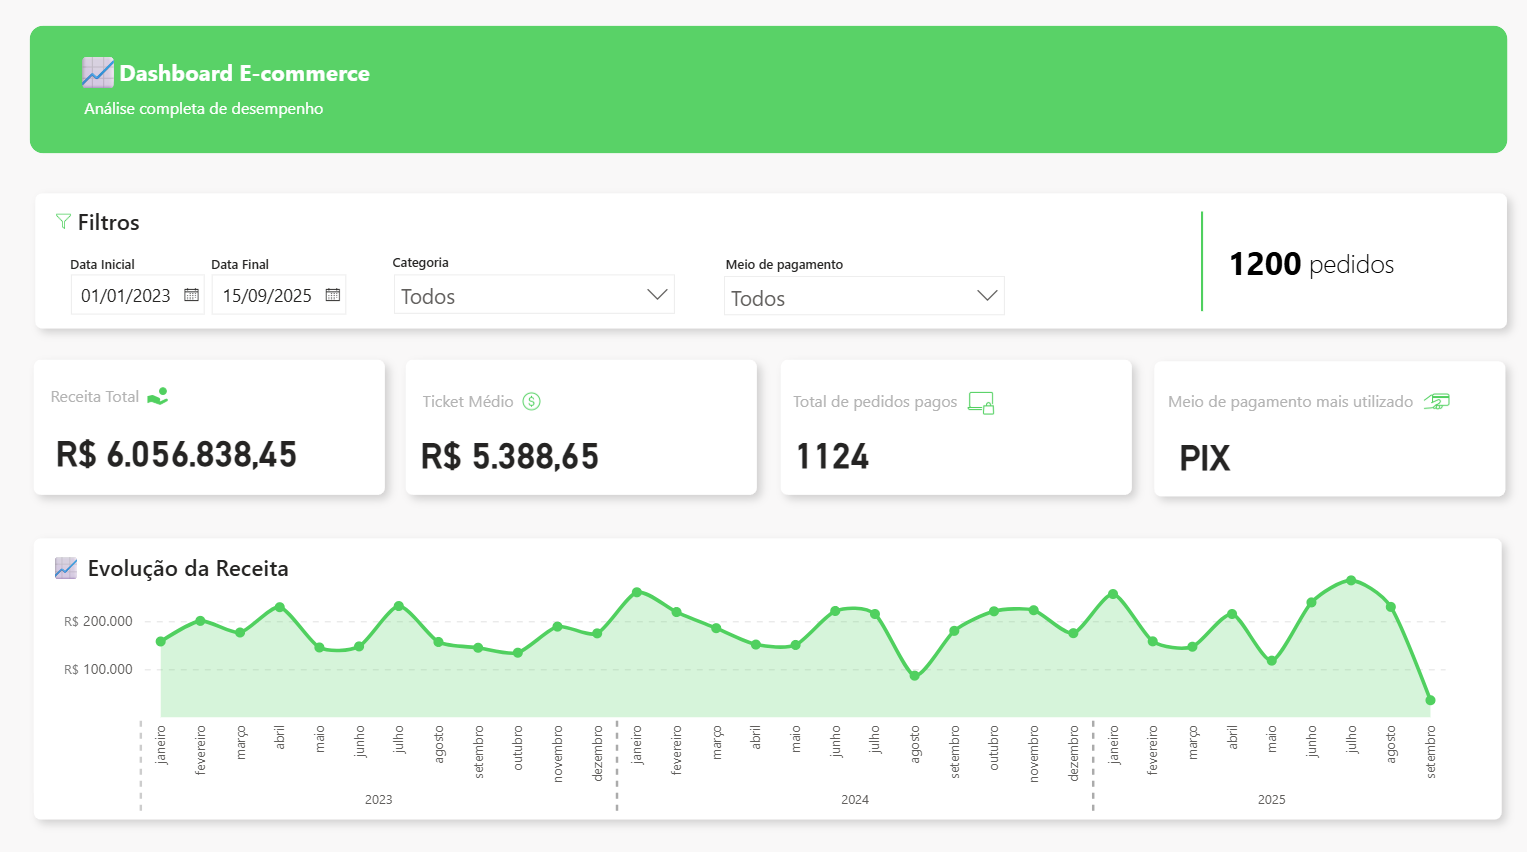 Dashboard E-commerce
Análise completa de desempenho
Filtros
Data Inicial
Data Final
Categoria
Meio de pagamento
01/01/2023
15/09/2025
Todos
Todos
1200 pedidos
Receita Total
Ticket Médio
Total de pedidos pagos
Meio de pagamento mais utilizado
R$ 6.056.838,45
R$ 5.388,65
1124
PIX
Evolução da Receita
R$ 200.000
R$ 100.000
janeiro
fevereiro
março
abril
maio
junho
julho
agosto
setembro
outubro
novembro
dezembro
janeiro
fevereiro
março
abril
maio
junho
julho
agosto
setembro
outubro
novembro
dezembro
janeiro
fevereiro
março
abril
maio
junho
julho
agosto
setembro
2023
2024
2025